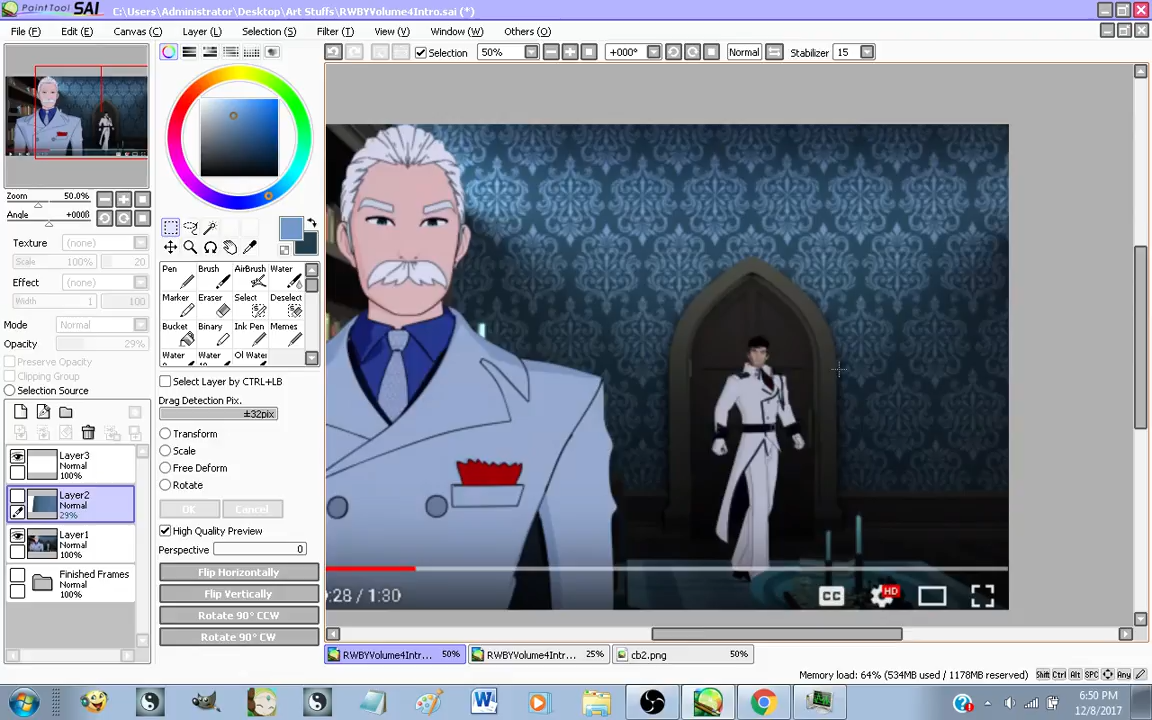 PaintTool SAI C:\Users\Administrator\Desktop\Art Stuffs\RWBYVolume4Intro.sai (*)
File (F) Edit (E) Canvas (C) Layer (L) Selection (S) Filter (T) View (V) Window (W) Others (O)
Selection 50% +000° Normal Stabilizer 15
Zoom 50.0%
Angle +000θ
Texture (none)
Scale 100% 20
Effect (none)
Width 1 100
Mode Normal
Opacity 29%
Preserve Opacity
Clipping Group
Selection Source
Layer3
Normal
100%
Layer2
Normal
29%
Layer1
Normal
100%
Finished Frames
Normal
100%
Pen Brush AirBrush Water
Marker Eraser Select Deselect
Bucket Binary Ink Pen Memes
Water Water Ol Water
Select Layer by CTRL+LB
Drag Detection Pix.
±32pix
Transform
Scale
Free Deform
Rotate
OK Cancel
High Quality Preview
Perspective 0
Flip Horizontally
Flip Vertically
Rotate 90° CCW
Rotate 90° CW
:28 / 1:30
CC HD
RWBYVolume4Intr... 50% RWBYVolume4Intr... 25% cb2.png 50%
Memory load: 64% (534MB used / 1178MB reserved) Shift Ctrl Alt SPC Any
6:50 PM
12/8/2017